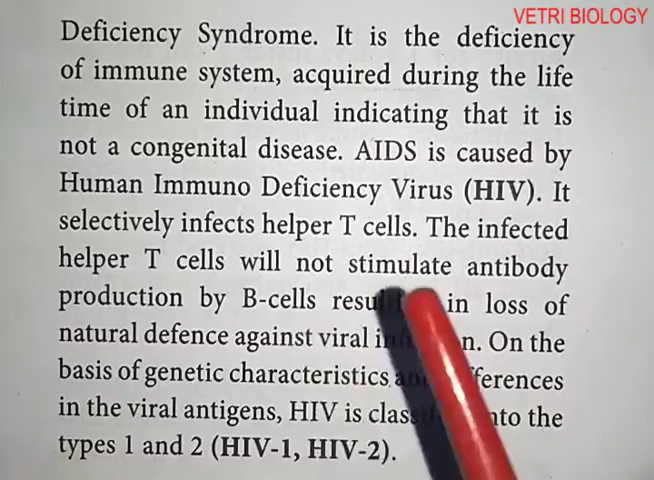 VETRI BIOLOGY
Deficiency Syndrome. It is the deficiency
of immune system, acquired during the life
time of an individual indicating that it is
not a congenital disease. AIDS is caused by
Human Immuno Deficiency Virus (HIV). It
selectively infects helper T cells. The infected
helper T cells will not stimulate antibody
production by B-cells in loss of
natural defence against viral On the
basis of genetic characteristics
in the viral antigens, HIV is the
types 1 and 2 (HIV-1, HIV-2).